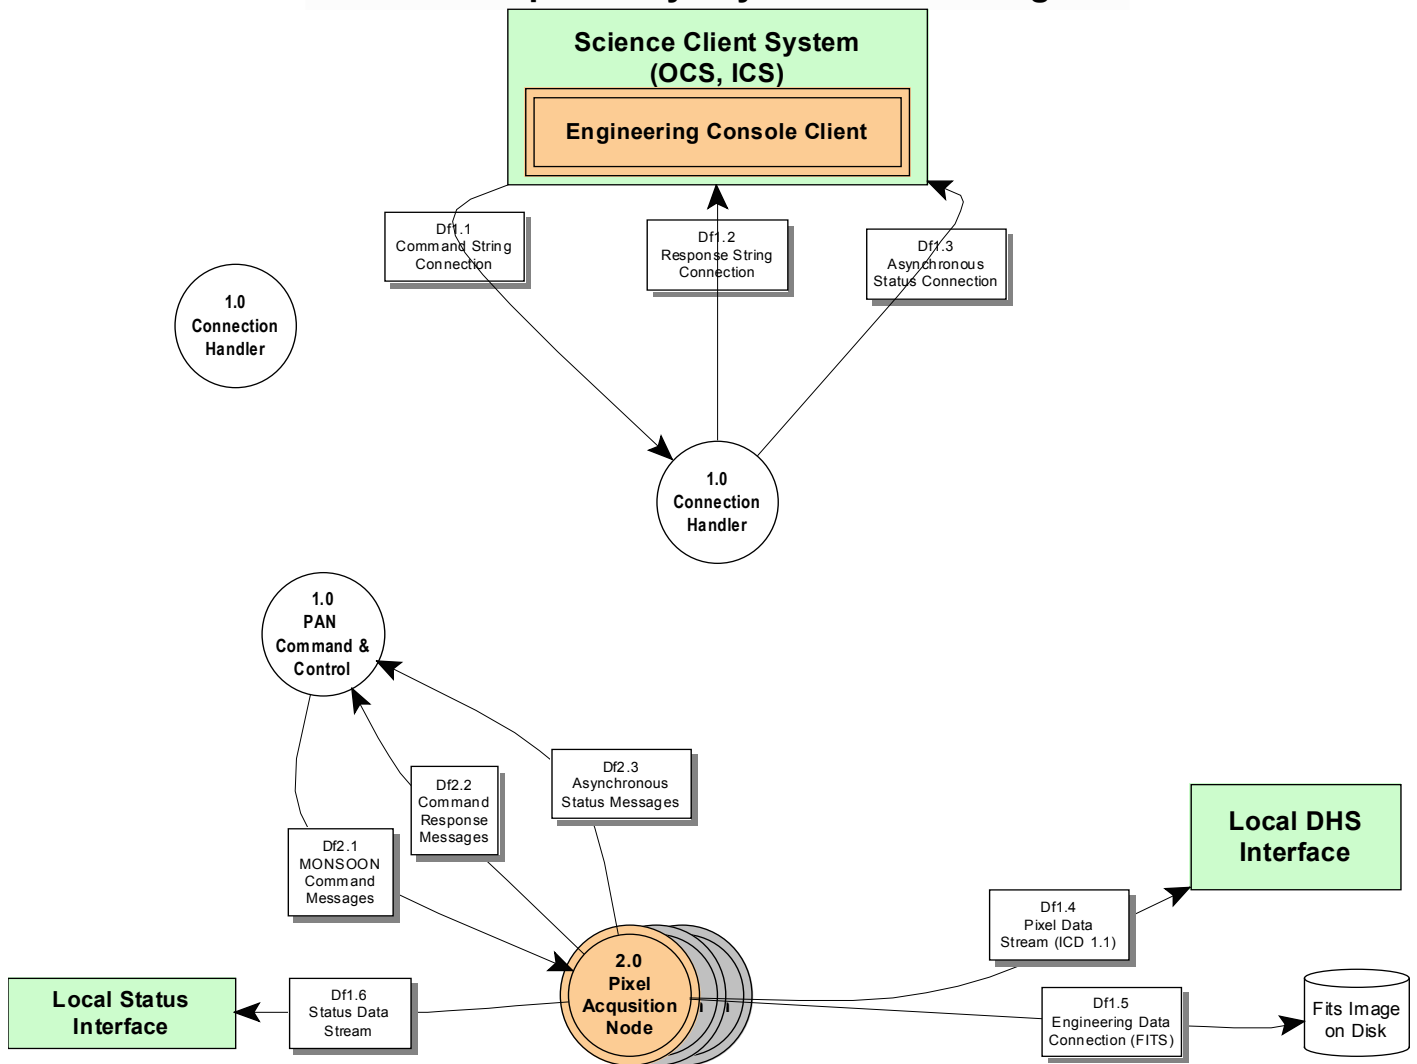 Science Client System
(OCS, ICS)
Engineering Console Client
Df1.1
Command String
Connection
Df1.2
Response String
Connection
Df1.3
Asynchronous
Status Connection
1.0
Connection
Handler
1.0
Connection
Handler
1.0
PAN
Command &
Control
Df2.3
Asynchronous
Status Messages
Df2.2
Command
Response
Messages
Df2.1
MONSOON
Command
Messages
Local DHS
Interface
Df1.4
Pixel Data
Stream (ICD 1.1)
2.0
Pixel
Acqusition
Node
Local Status
Interface
Df1.6
Status Data
Stream
Df1.5
Engineering Data
Connection (FITS)
Fits Image
on Disk